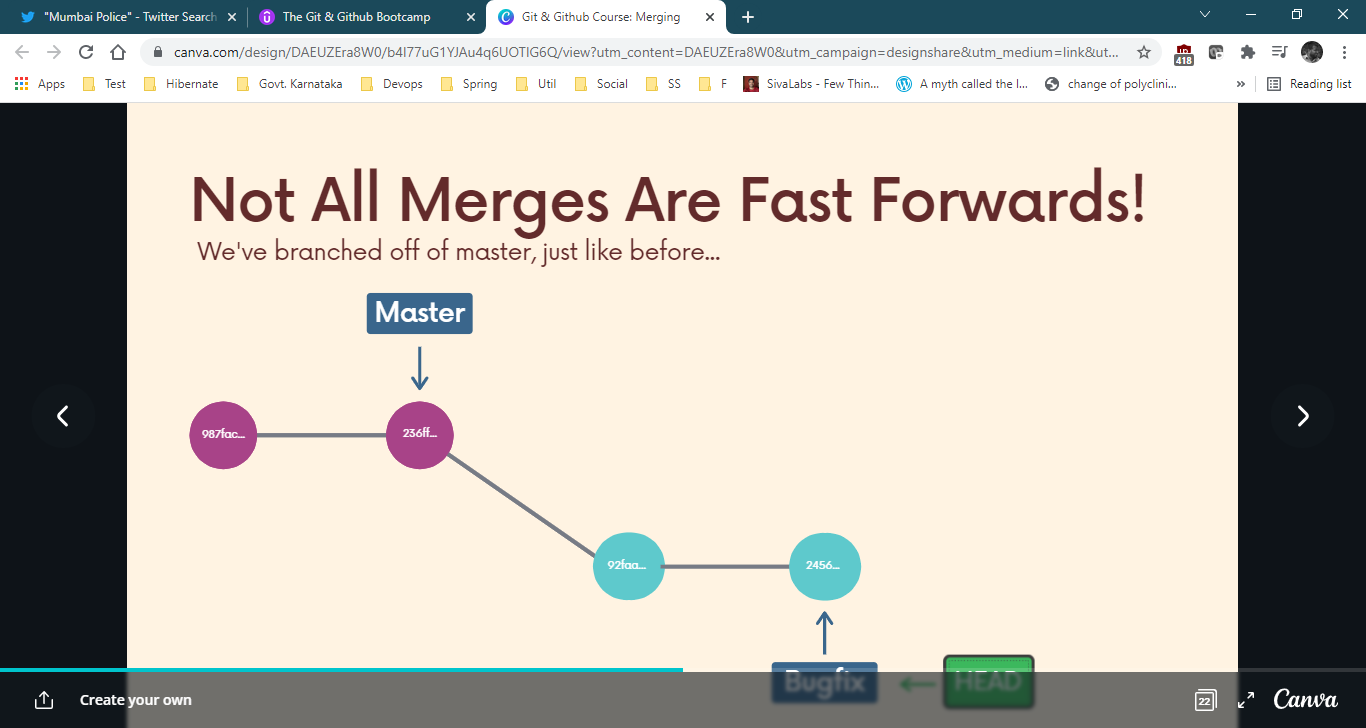 "Mumbai Police" - Twitter Search
The Git & Github Bootcamp
Git & Github Course: Merging
canva.com/design/DAEUZEra8W0/b4I77uG1YJAu4q6UOTIG6Q/view?utm_content=DAEUZEra8W0&utm_campaign=designshare&utm_medium=link&ut...
418
Apps
Test
Hibernate
Govt. Karnataka
Devops
Spring
Util
Social
SS
F
SivaLabs - Few Thin...
A myth called the I...
change of polyclini...
»
Reading list
Not All Merges Are Fast Forwards!
We've branched off of master, just like before...
Master
987fac...
236ff...
92faa...
2456...
Bugfix
HEAD
Create your own
22
Canva